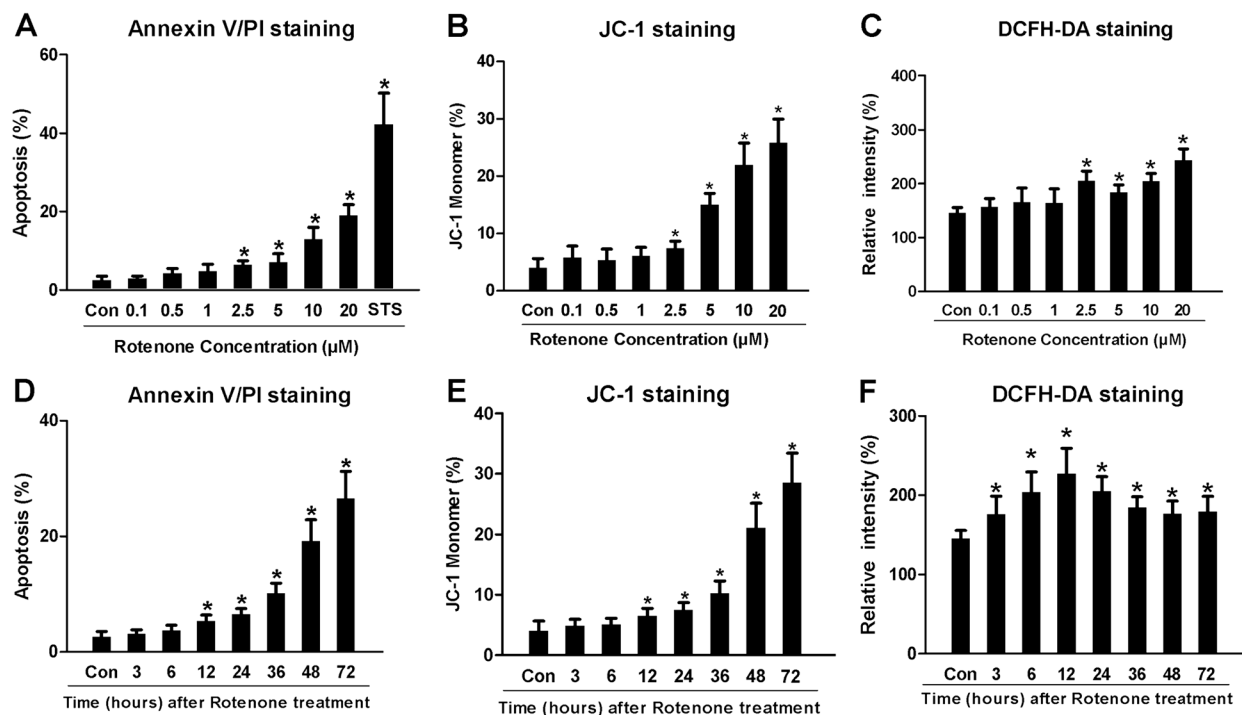 A
Annexin V/PI staining
Apoptosis (%)
60
40
20
0
* * * * *
Con 0.1 0.5 1 2.5 5 10 20 STS
Rotenone Concentration (µM)
B
JC-1 staining
JC-1 Monomer (%)
40
30
20
10
0
* * * *
Con 0.1 0.5 1 2.5 5 10 20
Rotenone Concentration (µM)
C
DCFH-DA staining
Relative intensity (%)
400
300
200
100
0
* * * *
Con 0.1 0.5 1 2.5 5 10 20
Rotenone Concentration (µM)
D
Annexin V/PI staining
Apoptosis (%)
40
20
0
* * * * *
Con 3 6 12 24 36 48 72
Time (hours) after Rotenone treatment
E
JC-1 staining
JC-1 Monomer (%)
40
30
20
10
0
* * * * *
Con 3 6 12 24 36 48 72
Time (hours) after Rotenone treatment
F
DCFH-DA staining
Relative intensity (%)
300
200
100
0
* * * * * * *
Con 3 6 12 24 36 48 72
Time (hours) after Rotenone treatment